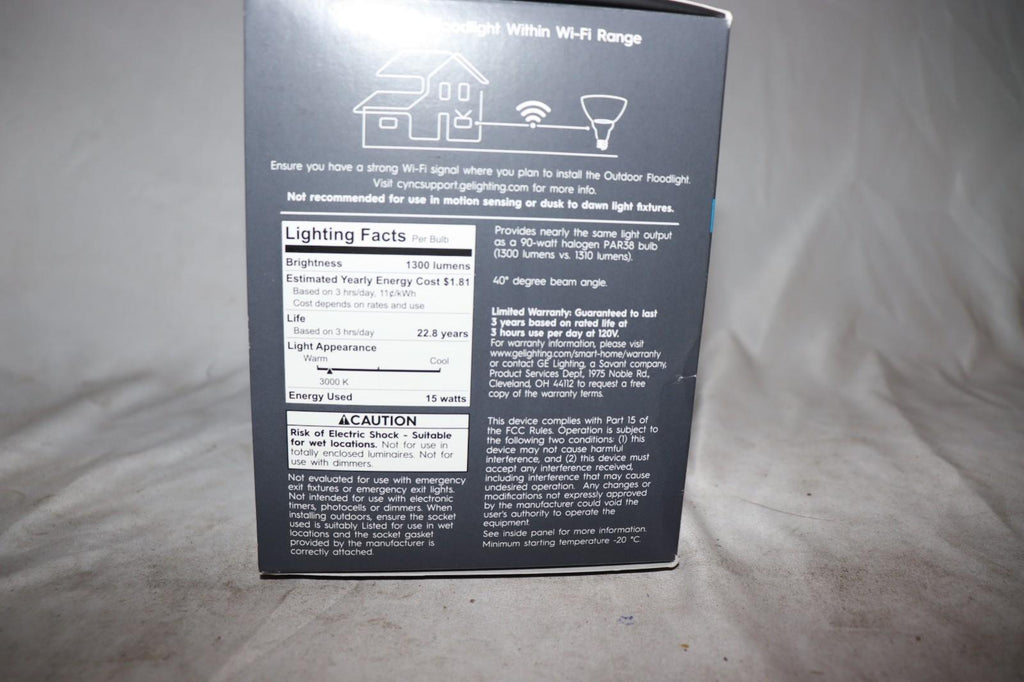 Within Wi-Fi Range
Ensure you have a strong Wi-Fi signal where you plan to install the Outdoor Floodlight.
Visit cyncsupport.gelighting.com for more info.
Not recommended for use in motion sensing or dusk to dawn light fixtures.
Lighting Facts Per Bulb
Brightness 1300 lumens
Estimated Yearly Energy Cost $1.81
Based on 3 hrs/day, 11¢/kWh
Cost depends on rates and use
Life
Based on 3 hrs/day 22.8 years
Light Appearance
Warm Cool
3000 K
Energy Used 15 watts
⚠CAUTION
Risk of Electric Shock - Suitable
for wet locations. Not for use in
totally enclosed luminaires. Not for
use with dimmers.
Not evaluated for use with emergency
exit fixtures or emergency exit lights.
Not intended for use with electronic
timers, photocells or dimmers. When
installing outdoors, ensure the socket
used is suitably Listed for use in wet
locations and the socket gasket
provided by the manufacturer is
correctly attached.
Provides nearly the same light output
as a 90-watt halogen PAR38 bulb
(1300 lumens vs. 1310 lumens).
40° degree beam angle.
Limited Warranty: Guaranteed to last
3 years based on rated life at
3 hours use per day at 120V.
For warranty information, please visit
www.gelighting.com/smart-home/warranty
or contact GE Lighting, a Savant company,
Product Services Dept, 1975 Noble Rd.,
Cleveland, OH 44112 to request a free
copy of the warranty terms.
This device complies with Part 15 of
the FCC Rules. Operation is subject to
the following two conditions: (1) this
device may not cause harmful
interference, and (2) this device must
accept any interference received,
including interference that may cause
undesired operation. Any changes or
modifications not expressly approved
by the manufacturer could void the
user's authority to operate the
equipment.
See inside panel for more information.
Minimum starting temperature -20 °C.